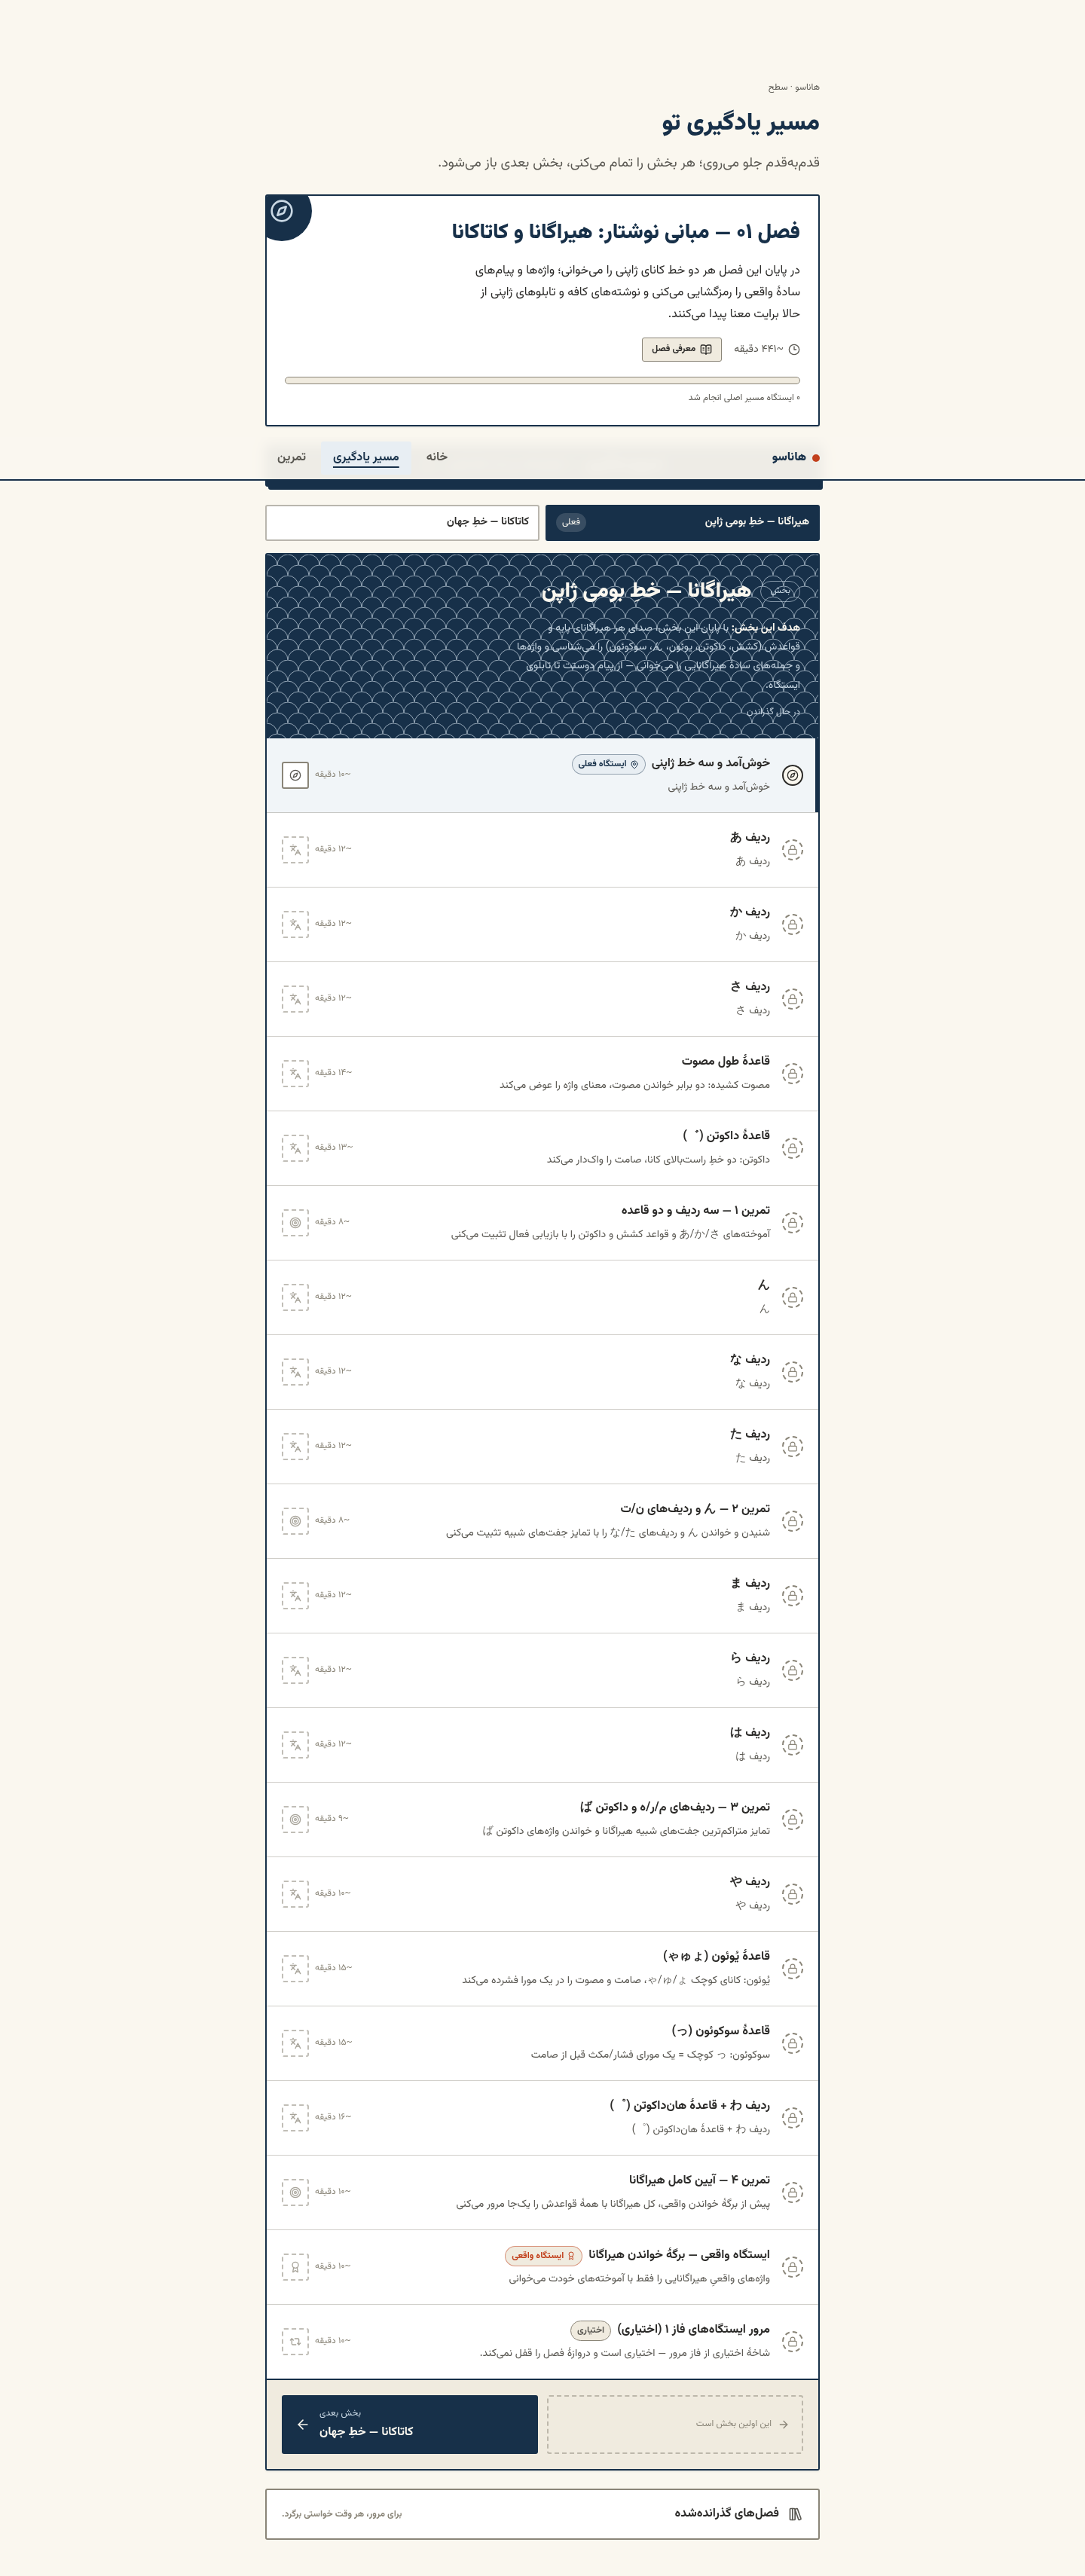 هاناسو · سطح
مسیر یادگیری تو
قدم‌به‌قدم جلو می‌روی؛ هر بخش را تمام می‌کنی، بخش بعدی باز می‌شود.
فصل ۰۱ — مبانی نوشتار: هیراگانا و کاتاکانا
در پایان این فصل هر دو خط کانای ژاپنی را می‌خوانی؛ واژه‌ها و پیام‌های
سادهٔ واقعی را رمزگشایی می‌کنی و نوشته‌های کافه و تابلوهای ژاپنی از
حالا برایت معنا پیدا می‌کنند.
~۴۴۱ دقیقه
معرفی فصل
۰ ایستگاه مسیر اصلی انجام شد
هاناسو
خانه
مسیر یادگیری
تمرین
هیراگانا — خطِ بومی ژاپن
فعلی
کاتاکانا — خطِ جهان
بخش
هیراگانا — خطِ بومی ژاپن
هدف این بخش: با پایان این بخش، صدای هر هیراگانای پایه و
قواعدش (کشش، داکوتن، یوئون، ん، سوکوئون) را می‌شناسی و واژه‌ها
و جمله‌های سادهٔ هیراگانایی را می‌خوانی — از پیام دوستت تا تابلوی
ایستگاه.
در حال گذراندن
خوش‌آمد و سه خط ژاپنی
ایستگاه فعلی
خوش‌آمد و سه خط ژاپنی
~۱۰ دقیقه
ردیف あ
ردیف あ
~۱۲ دقیقه
ردیف か
ردیف か
~۱۲ دقیقه
ردیف さ
ردیف さ
~۱۲ دقیقه
قاعدهٔ طول مصوت
مصوت کشیده: دو برابر خواندن مصوت، معنای واژه را عوض می‌کند
~۱۴ دقیقه
قاعدهٔ داکوتن (゛)
داکوتن: دو خطِ راست‌بالای کانا، صامت را واک‌دار می‌کند
~۱۳ دقیقه
تمرین ۱ — سه ردیف و دو قاعده
آموخته‌های あ/か/さ و قواعد کشش و داکوتن را با بازیابی فعال تثبیت می‌کنی
~۸ دقیقه
ん
ん
~۱۲ دقیقه
ردیف な
ردیف な
~۱۲ دقیقه
ردیف た
ردیف た
~۱۲ دقیقه
تمرین ۲ — ん و ردیف‌های ن/ت
شنیدن و خواندن ん و ردیف‌های な/た را با تمایز جفت‌های شبیه تثبیت می‌کنی
~۸ دقیقه
ردیف ま
ردیف ま
~۱۲ دقیقه
ردیف ら
ردیف ら
~۱۲ دقیقه
ردیف は
ردیف は
~۱۲ دقیقه
تمرین ۳ — ردیف‌های م/ر/ه و داکوتن ば
تمایز متراکم‌ترین جفت‌های شبیه هیراگانا و خواندن واژه‌های داکوتن ば
~۹ دقیقه
ردیف や
ردیف や
~۱۰ دقیقه
قاعدهٔ یُوئون (ゃゅょ)
یُوئون: کانای کوچک ゃ/ゅ/ょ، صامت و مصوت را در یک مورا فشرده می‌کند
~۱۵ دقیقه
قاعدهٔ سوکوئون (っ)
سوکوئون: っ کوچک = یک مورای فشار/مکث قبل از صامت
~۱۵ دقیقه
ردیف わ + قاعدهٔ هان‌داکوتن (゜)
ردیف わ + قاعدهٔ هان‌داکوتن (゜)
~۱۶ دقیقه
تمرین ۴ — آیین کامل هیراگانا
پیش از برگهٔ خواندن واقعی، کل هیراگانا با همهٔ قواعدش را یک‌جا مرور می‌کنی
~۱۰ دقیقه
ایستگاه واقعی — برگهٔ خواندن هیراگانا
ایستگاه واقعی
واژه‌های واقعیِ هیراگانایی را فقط با آموخته‌های خودت می‌خوانی
~۱۰ دقیقه
مرور ایستگاه‌های فاز ۱ (اختیاری)
اختیاری
شاخهٔ اختیاری از فاز مرور — اختیاری است و دروازهٔ فصل را قفل نمی‌کند.
~۱۰ دقیقه
این اولین بخش است
بخش بعدی
کاتاکانا — خطِ جهان
فصل‌های گذرانده‌شده
برای مرور، هر وقت خواستی برگرد.